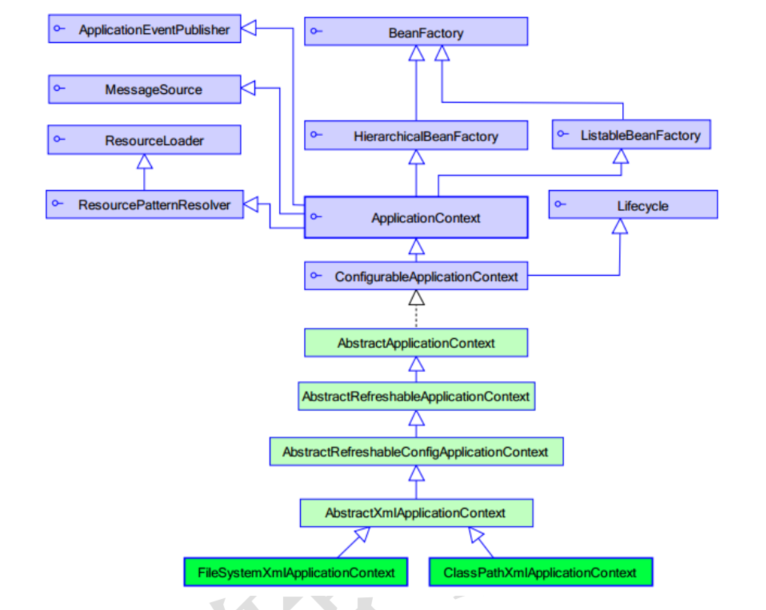 ApplicationEventPublisher
BeanFactory
MessageSource
ResourceLoader
HierarchicalBeanFactory
ListableBeanFactory
ResourcePatternResolver
ApplicationContext
Lifecycle
ConfigurableApplicationContext
AbstractApplicationContext
AbstractRefreshableApplicationContext
AbstractRefreshableConfigApplicationContext
AbstractXmlApplicationContext
FileSystemXmlApplicationContext
ClassPathXmlApplicationContext